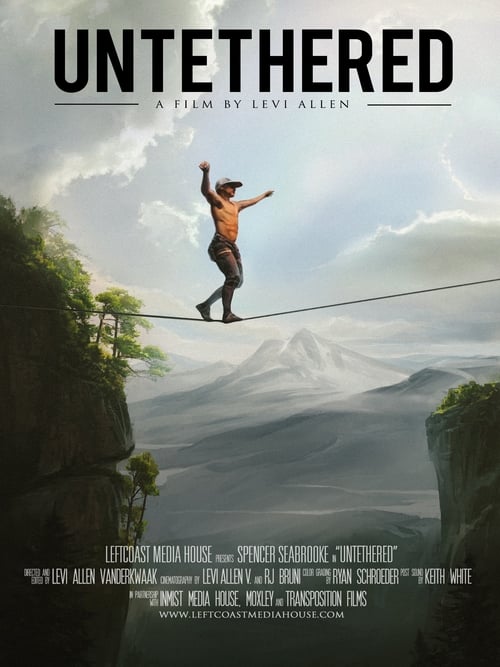 UNTETHERED
A FILM BY LEVI ALLEN
LEFTCOAST MEDIA HOUSE PRESENTS SPENCER SEABROOKE IN "UNTETHERED"
DIRECTED AND EDITED BY LEVI ALLEN VANDERKWAAK CINEMATOGRAPHY BY LEVI ALLEN V. AND RJ BRUNI COLOR GRADING BY RYAN SCHROEDER POST SOUND BY KEITH WHITE
IN PARTNERSHIP WITH INMIST MEDIA HOUSE, MOXLEY AND TRANSPOSITION FILMS
WWW.LEFTCOASTMEDIAHOUSE.COM